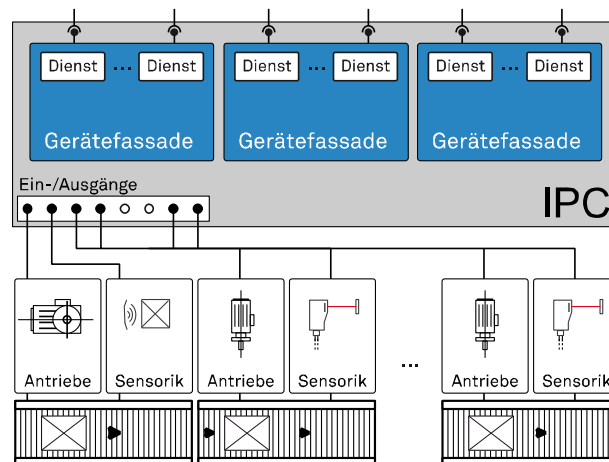 Dienst ... Dienst
Gerätefassade
Dienst ... Dienst
Gerätefassade
Dienst ... Dienst
Gerätefassade
Ein-/Ausgänge
IPC
Antriebe
Sensorik
Antriebe
Sensorik
...
Antriebe
Sensorik